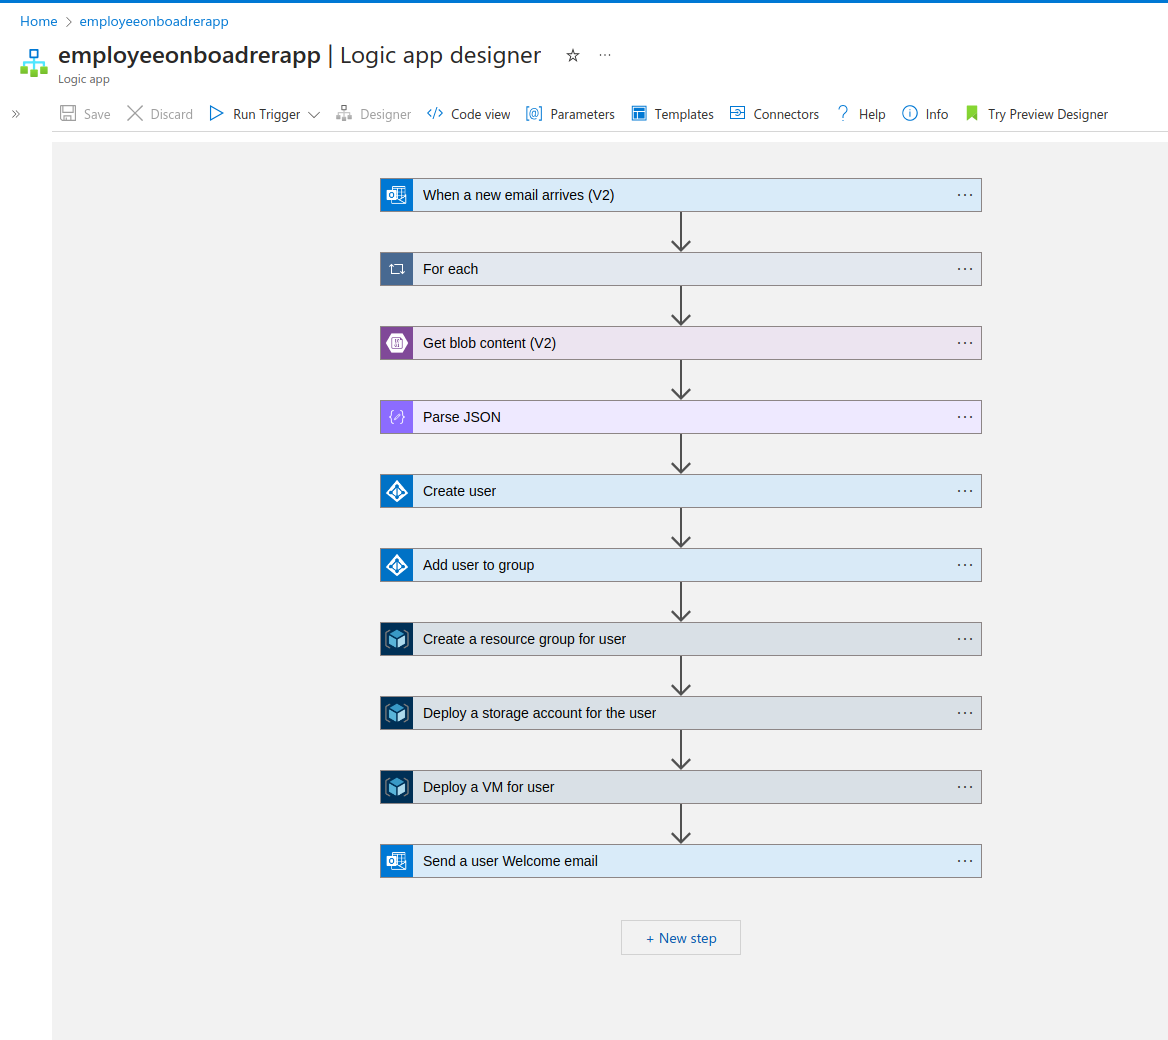 Home > employeeonboadrerapp
employeeonboadrerapp | Logic app designer ☆ ...
Logic app
» Save Discard Run Trigger Designer </> Code view [@] Parameters Templates Connectors ? Help Info Try Preview Designer
When a new email arrives (V2) ...
For each ...
Get blob content (V2) ...
Parse JSON ...
Create user ...
Add user to group ...
Create a resource group for user ...
Deploy a storage account for the user ...
Deploy a VM for user ...
Send a user Welcome email ...
+ New step